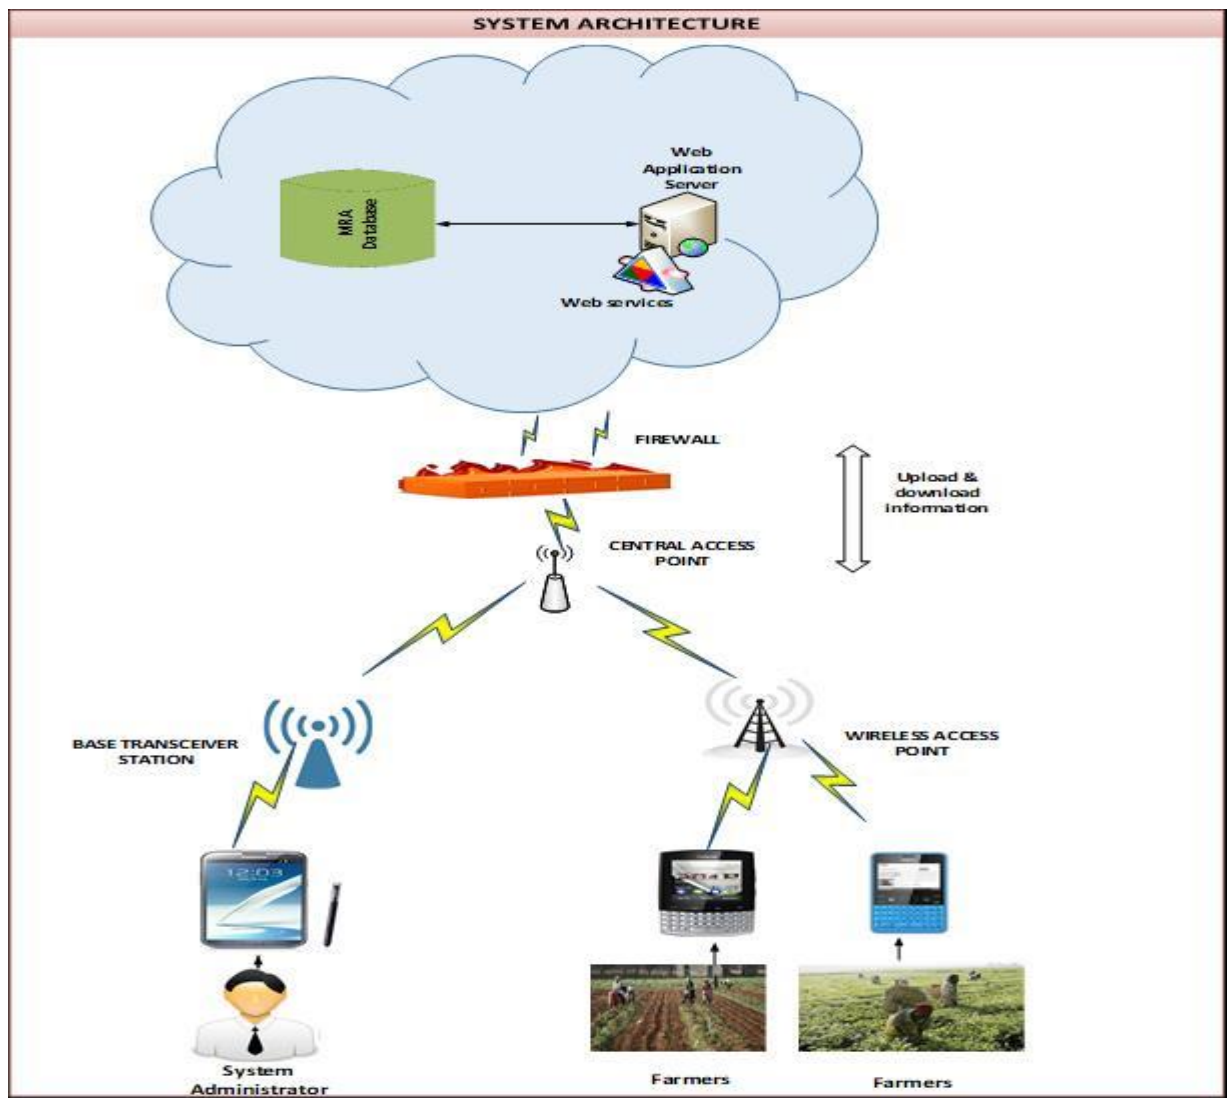 SYSTEM ARCHITECTURE
Web
Application
Server
MRA
Database
Web services
FIREWALL
Upload &
download
information
CENTRAL ACCESS
POINT
BASE TRANSCEIVER
STATION
WIRELESS ACCESS
POINT
12:03
System
Administrator
Farmers
Farmers